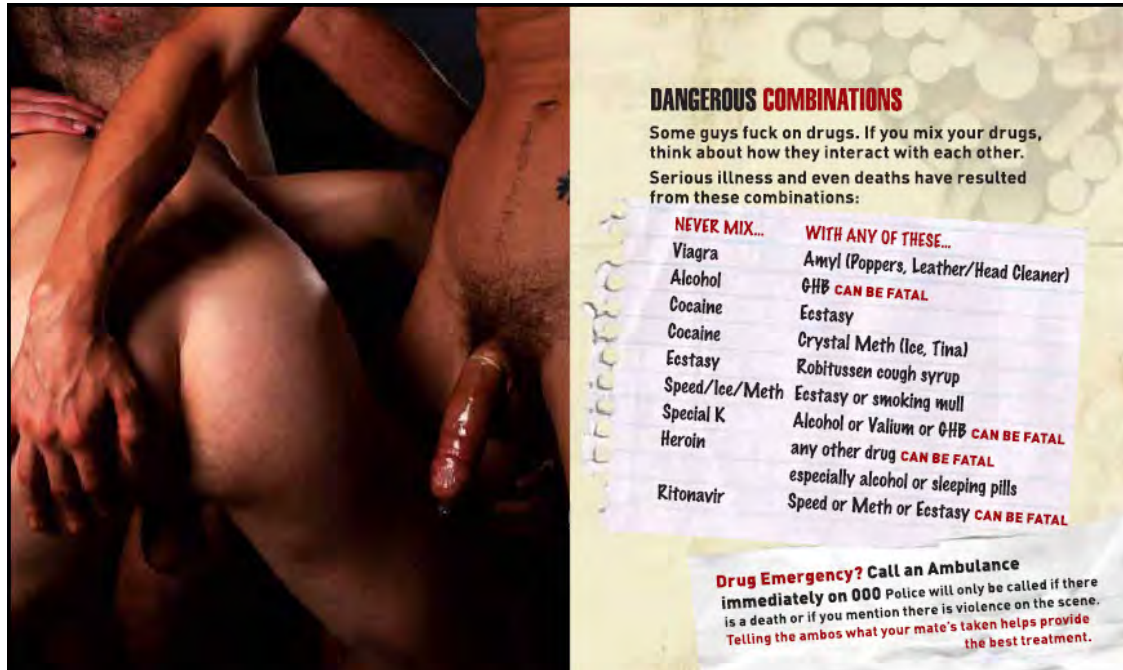 DANGEROUS COMBINATIONS
Some guys fuck on drugs. If you mix your drugs,
think about how they interact with each other.
Serious illness and even deaths have resulted
from these combinations:
NEVER MIX... WITH ANY OF THESE...
Viagra Amyl (Poppers, Leather/Head Cleaner)
Alcohol GHB CAN BE FATAL
Cocaine Ecstasy
Cocaine Crystal Meth (Ice, Tina)
Ecstasy Robitussen cough syrup
Speed/Ice/Meth Ecstasy or smoking mull
Special K Alcohol or Valium or GHB CAN BE FATAL
Heroin any other drug CAN BE FATAL
especially alcohol or sleeping pills
Ritonavir Speed or Meth or Ecstasy CAN BE FATAL
Drug Emergency? Call an Ambulance
immediately on 000 Police will only be called if there
is a death or if you mention there is violence on the scene.
Telling the ambos what your mate's taken helps provide
the best treatment.